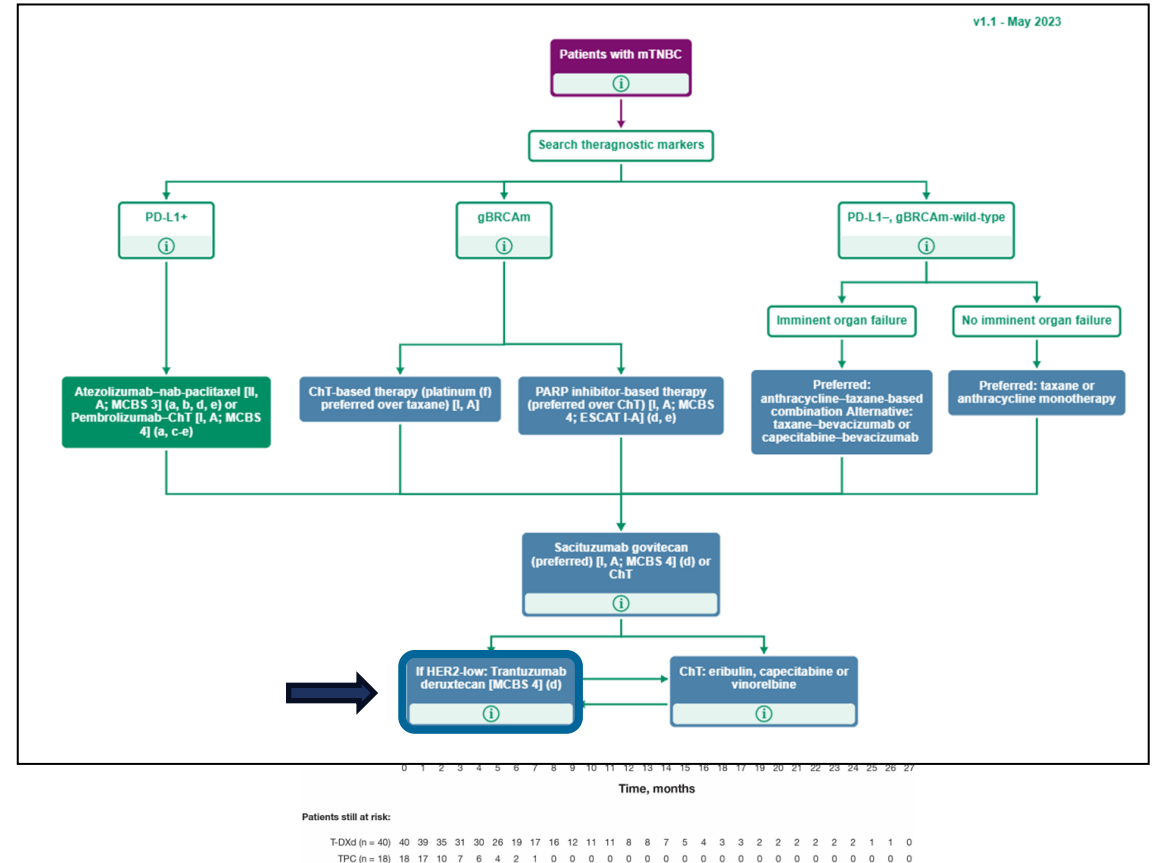 v1.1 - May 2023
Patients with mTNBC
i
Search theragnostic markers
PD-L1+
i
gBRCAm
i
PD-L1–, gBRCAm-wild-type
i
Imminent organ failure
No imminent organ failure
Atezolizumab–nab-paclitaxel [II,
A; MCBS 3] (a, b, d, e) or
Pembrolizumab–ChT [I, A; MCBS
4] (a, c-e)
ChT-based therapy (platinum (f)
preferred over taxane) [I, A]
PARP inhibitor-based therapy
(preferred over ChT) [I, A; MCBS
4; ESCAT I-A] (d, e)
Preferred:
anthracycline–taxane-based
combination Alternative:
taxane–bevacizumab or
capecitabine–bevacizumab
Preferred: taxane or
anthracycline monotherapy
Sacituzumab govitecan
(preferred) [I, A; MCBS 4] (d) or
ChT
i
If HER2-low: Trantuzumab
deruxtecan [MCBS 4] (d)
i
ChT: eribulin, capecitabine or
vinorelbine
i
0 1 2 3 4 5 6 7 8 9 10 11 12 13 14 15 16 18 17 19 20 21 22 23 24 25 26 27
Time, months
Patients still at risk:
T-DXd (n = 40) 40 39 35 31 30 26 19 17 16 12 11 11 8 8 7 5 4 3 3 2 2 2 2 2 2 1 1 0
TPC (n = 18) 18 17 10 7 6 4 2 1 0 0 0 0 0 0 0 0 0 0 0 0 0 0 0 0 0 0 0 0